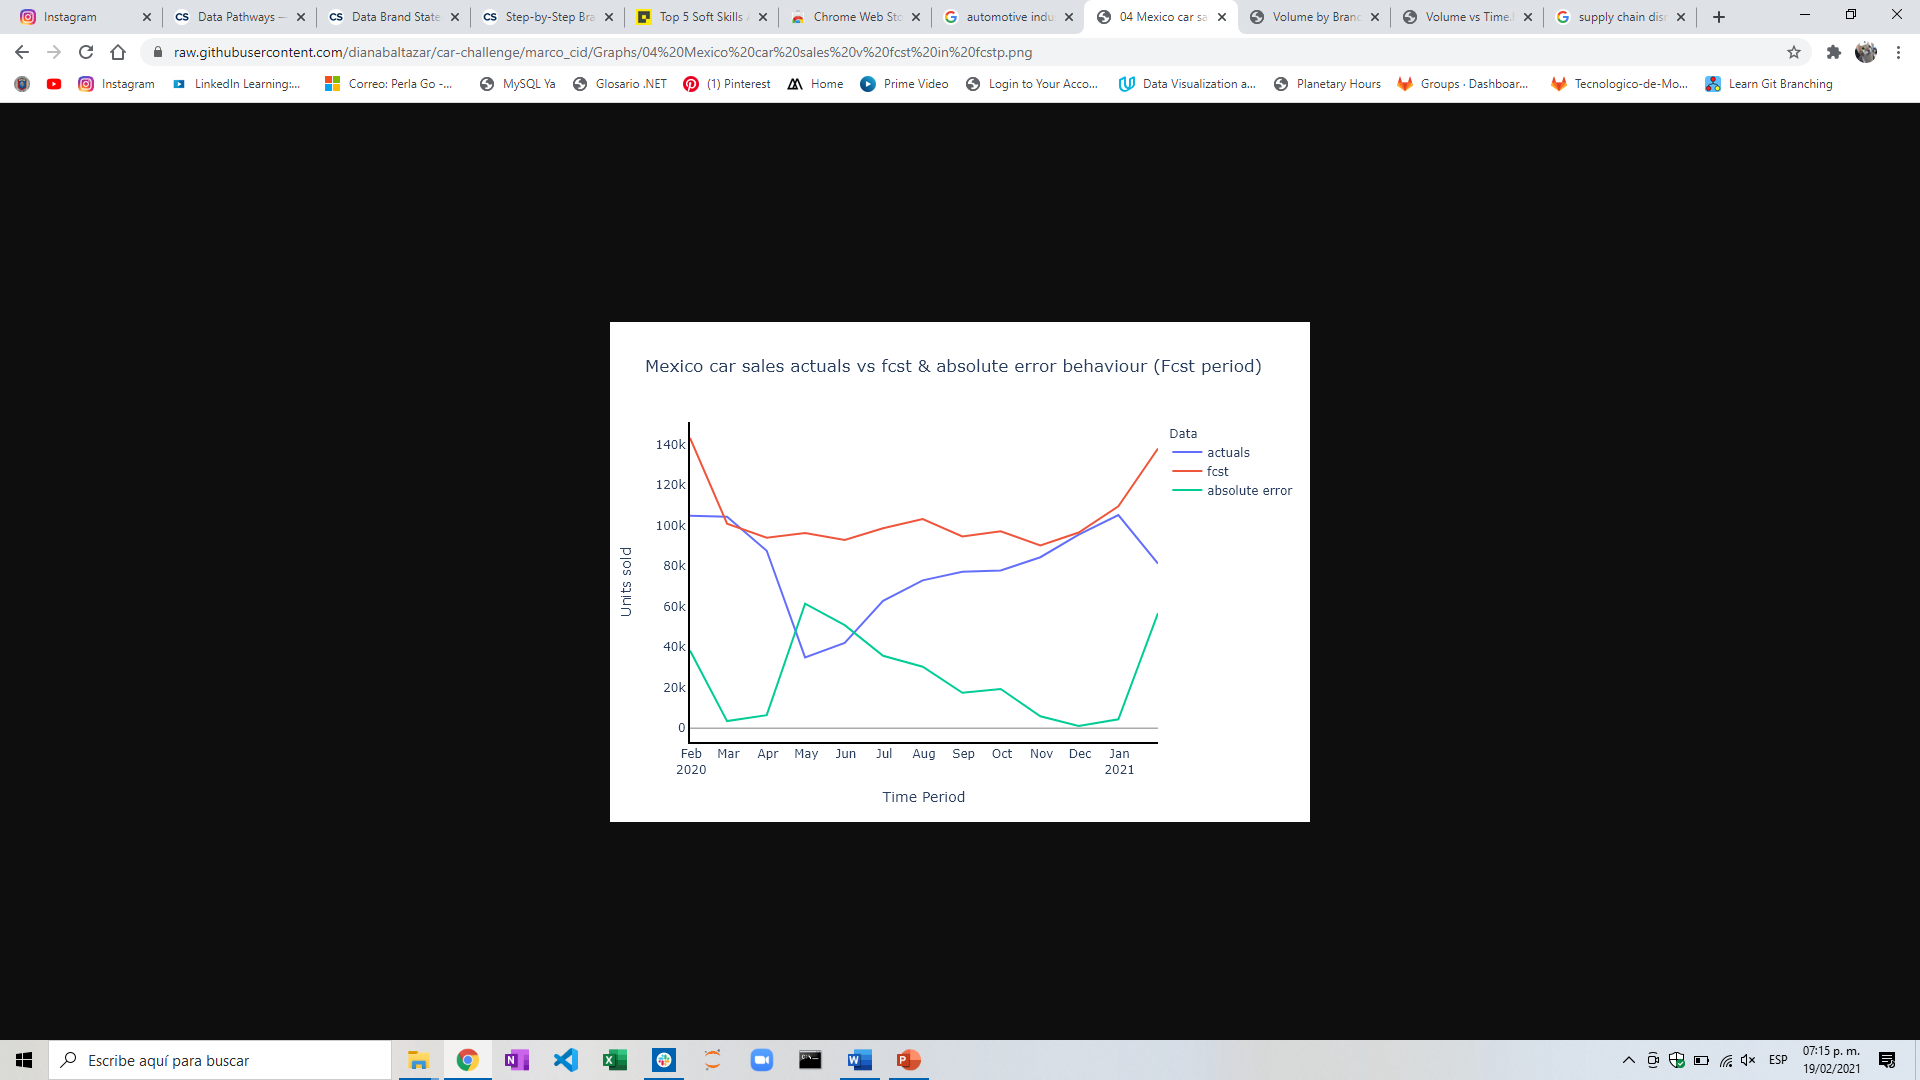 Instagram
Data Pathways —
Data Brand State
Step-by-Step Bra
Top 5 Soft Skills
Chrome Web Sto
automotive indu
04 Mexico car sa
Volume by Branc
Volume vs Time.
supply chain disr
raw.githubusercontent.com/dianabaltazar/car-challenge/marco_cid/Graphs/04%20Mexico%20car%20sales%20v%20fcst%20in%20fcstp.png
Instagram
LinkedIn Learning:...
Correo: Perla Go -...
MySQL Ya
Glosario .NET
(1) Pinterest
Home
Prime Video
Login to Your Acco...
Data Visualization a...
Planetary Hours
Groups · Dashboar...
Tecnologico-de-Mo...
Learn Git Branching
Mexico car sales actuals vs fcst & absolute error behaviour (Fcst period)
Data
actuals
fcst
absolute error
140k
120k
100k
80k
60k
40k
20k
0
Units sold
Feb Mar Apr May Jun Jul Aug Sep Oct Nov Dec Jan
2020 2021
Time Period
Escribe aquí para buscar
ESP
07:15 p. m.
19/02/2021